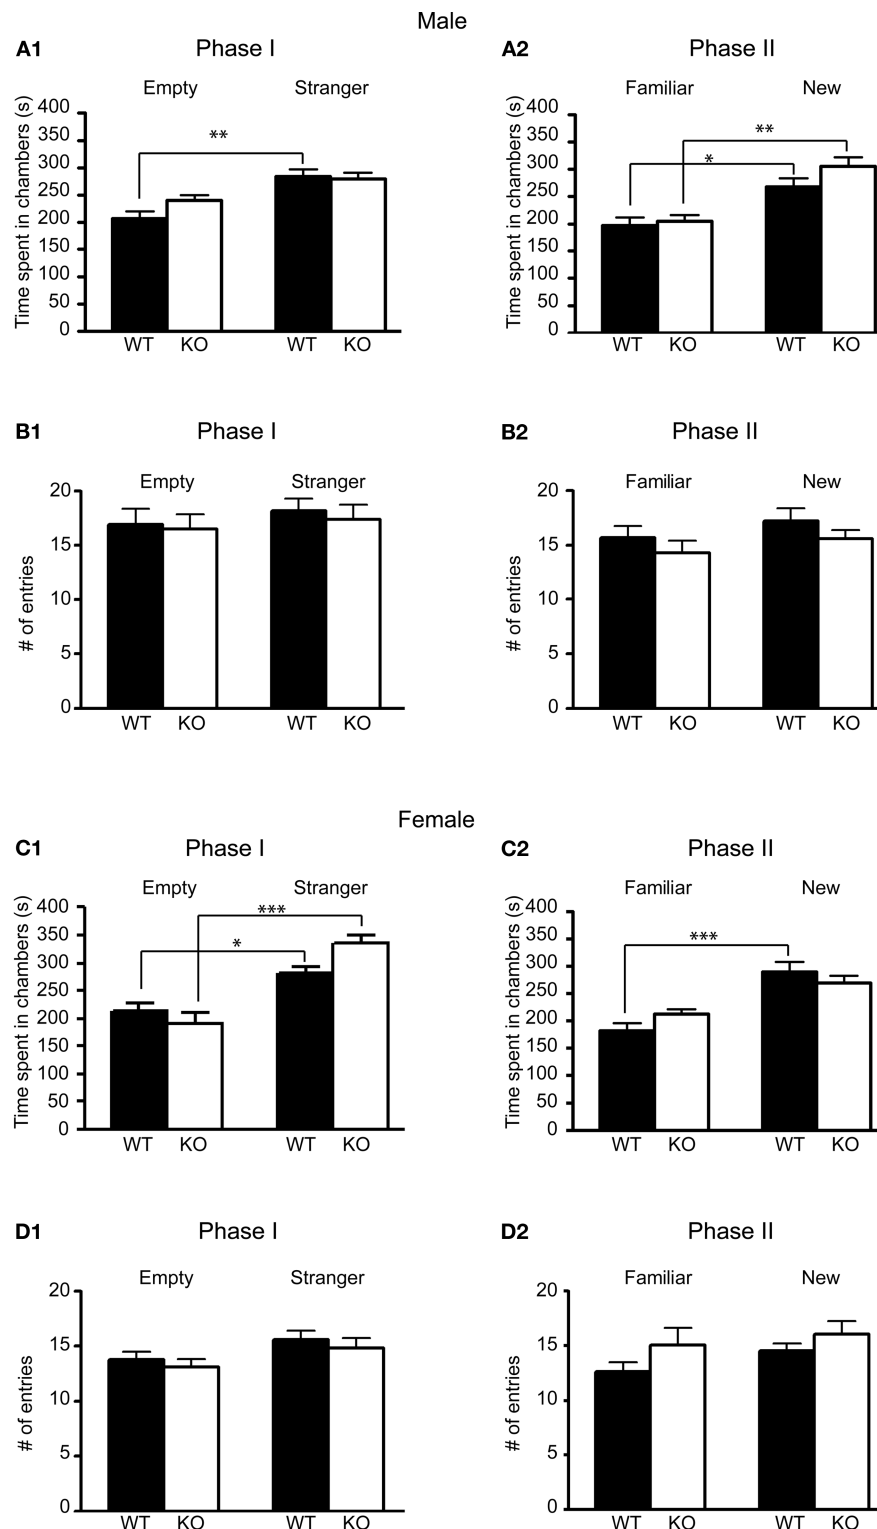 Male
A1 Phase I
Empty Stranger
Time spent in chambers (s)
400
350
300
250
200
150
100
50
0
**
WT KO WT KO
A2 Phase II
Familiar New
Time spent in chambers (s)
400
350
300
250
200
150
100
50
0
**
*
WT KO WT KO
B1 Phase I
Empty Stranger
# of entries
20
15
10
5
0
WT KO WT KO
B2 Phase II
Familiar New
# of entries
20
15
10
5
0
WT KO WT KO
Female
C1 Phase I
Empty Stranger
Time spent in chambers (s)
400
350
300
250
200
150
100
50
0
***
*
WT KO WT KO
C2 Phase II
Familiar New
Time spent in chambers (s)
400
350
300
250
200
150
100
50
0
***
WT KO WT KO
D1 Phase I
Empty Stranger
# of entries
20
15
10
5
0
WT KO WT KO
D2 Phase II
Familiar New
# of entries
20
15
10
5
0
WT KO WT KO